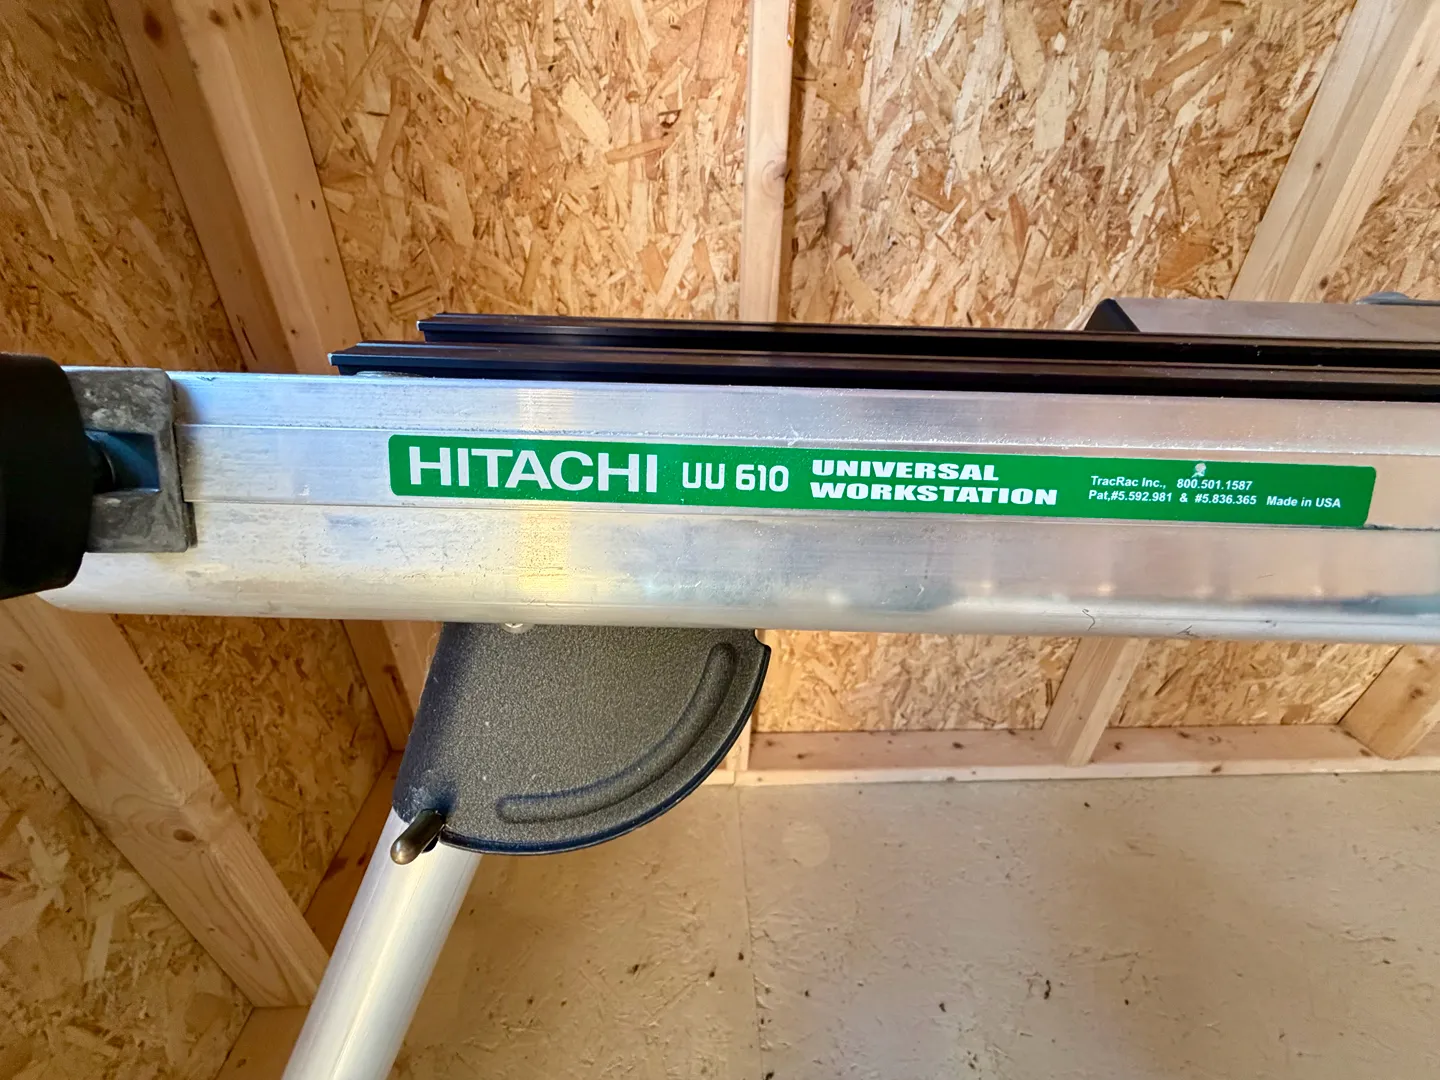 HITACHI UU 610 UNIVERSAL WORKSTATION
TracRac Inc., 800.501.1587
Pat,#5.592.981 & #5.836.365 Made in USA